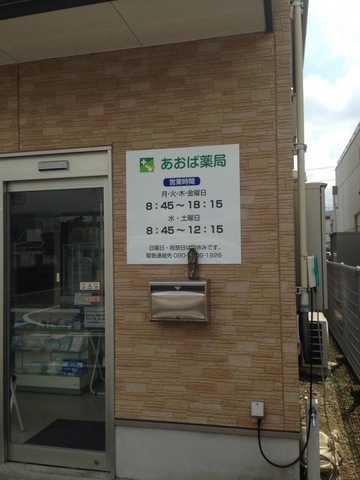 あおば薬局
営業時間
月・火・木・金曜日
8:45～18:15
水・土曜日
8:45～12:15
日曜日・祝祭日は お休みです。